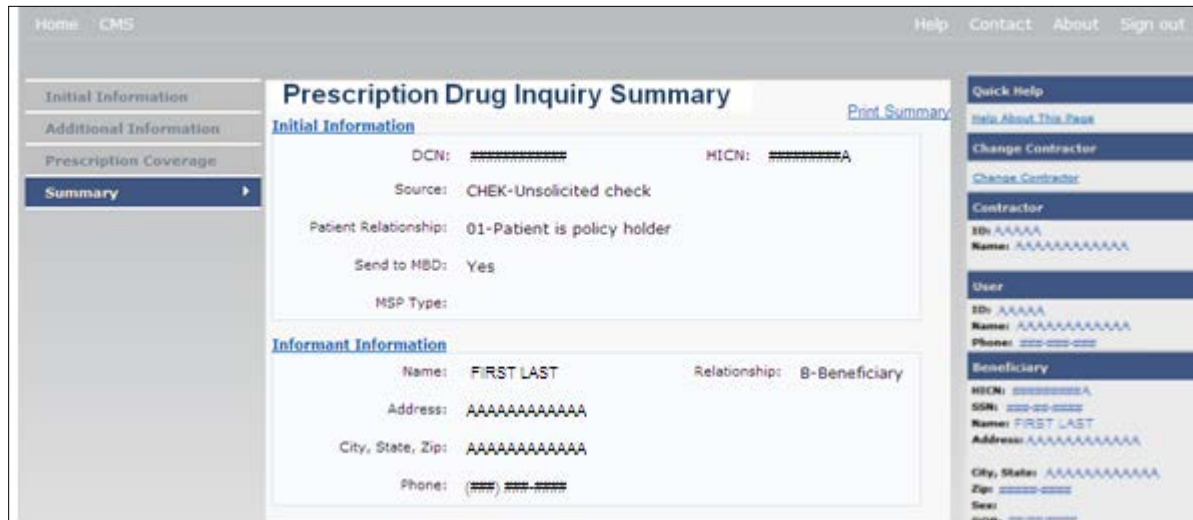 Home CMS Help Contact About Sign out
Initial Information
Additional Information
Prescription Coverage
Summary
Prescription Drug Inquiry Summary
Print Summary
Initial Information
DCN: ############ HICN: #########A
Source: CHEK-Unsolicited check
Patient Relationship: 01-Patient is policy holder
Send to MBD: Yes
MSP Type:
Informant Information
Name: FIRST LAST Relationship: B-Beneficiary
Address: AAAAAAAAAAAA
City, State, Zip: AAAAAAAAAAAA
Phone: (###) ###-####
Quick Help
Help About This Page
Change Contractor
Change Contractor
Contractor
ID: AAAAA
Name: AAAAAAAAAAAA
User
ID: AAAAA
Name: AAAAAAAAAAAA
Phone: ###-###-####
Beneficiary
HICN: #########A
SSN: ###-##-####
Name: FIRST LAST
Address: AAAAAAAAAAAA
City, State: AAAAAAAAAAAA
Zip: #####-####
Sex: